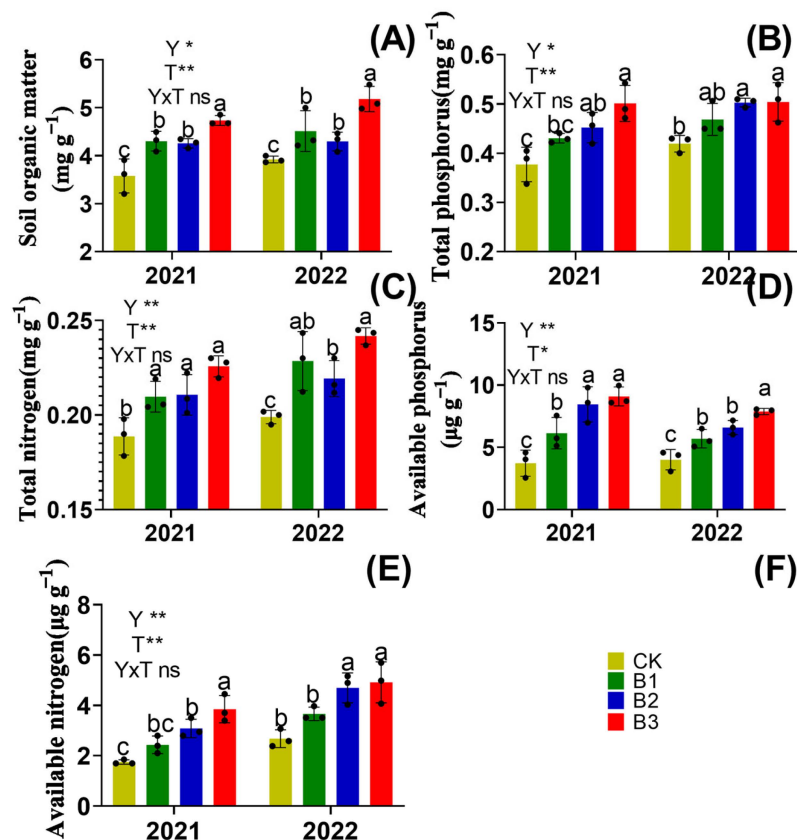 (A)
Y *
T**
YxT ns
Soil organic matter
(mg g⁻¹)
6
5
4
3
2
c
b
b
a
c
b
b
a
2021
2022
(B)
Y *
T**
YxT ns
Total phosphorus(mg g⁻¹)
0.6
0.5
0.4
0.3
0.2
c
bc
ab
a
b
ab
a
a
2021
2022
(C)
Y **
T**
YxT ns
Total nitrogen(mg g⁻¹)
0.25
0.20
0.15
b
a
a
a
c
ab
b
a
2021
2022
(D)
Y **
T*
YxT ns
Available phosphorus
(μg g⁻¹)
15
10
5
0
c
b
a
a
c
b
b
a
2021
2022
(E)
Y **
T**
YxT ns
Available nitrogen(μg g⁻¹)
8
6
4
2
0
c
bc
b
a
b
b
a
a
2021
2022
(F)
CK
B1
B2
B3